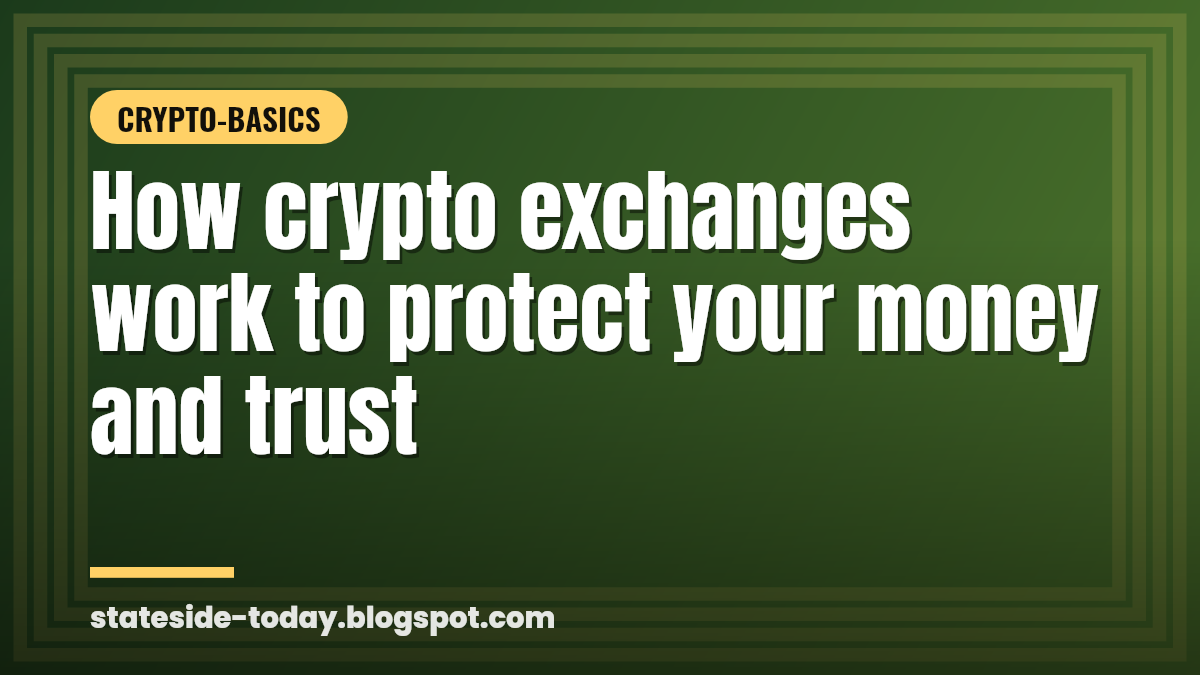 CRYPTO-BASICS
How crypto exchanges
work to protect your money
and trust
stateside-today.blogspot.com